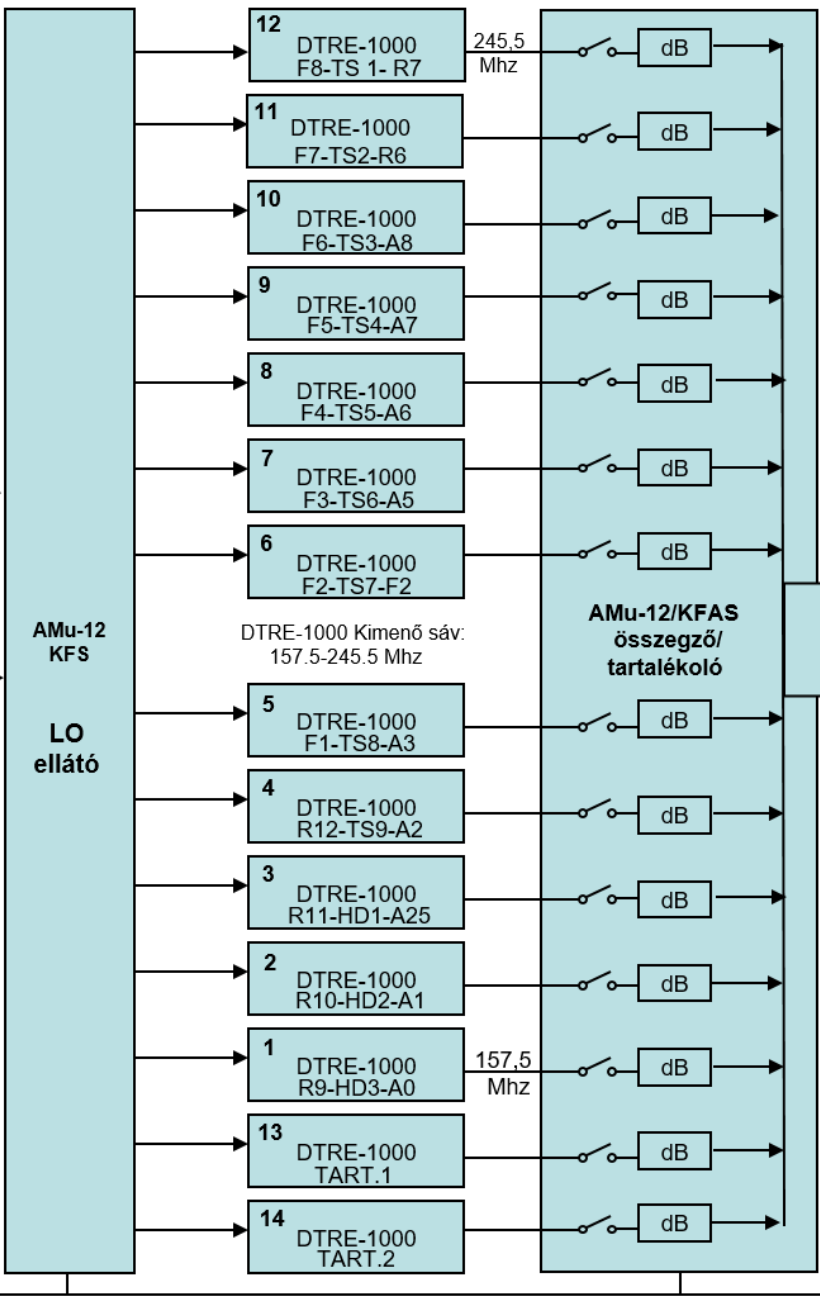 12
DTRE-1000
F8-TS 1- R7
245,5
Mhz
dB
11
DTRE-1000
F7-TS2-R6
dB
10
DTRE-1000
F6-TS3-A8
dB
9
DTRE-1000
F5-TS4-A7
dB
8
DTRE-1000
F4-TS5-A6
dB
7
DTRE-1000
F3-TS6-A5
dB
6
DTRE-1000
F2-TS7-F2
dB
AMu-12
KFS
LO
ellátó
DTRE-1000 Kimenő sáv:
157.5-245.5 Mhz
AMu-12/KFAS
összegző/
tartalékoló
5
DTRE-1000
F1-TS8-A3
dB
4
DTRE-1000
R12-TS9-A2
dB
3
DTRE-1000
R11-HD1-A25
dB
2
DTRE-1000
R10-HD2-A1
dB
1
DTRE-1000
R9-HD3-A0
157,5
Mhz
dB
13
DTRE-1000
TART.1
dB
14
DTRE-1000
TART.2
dB